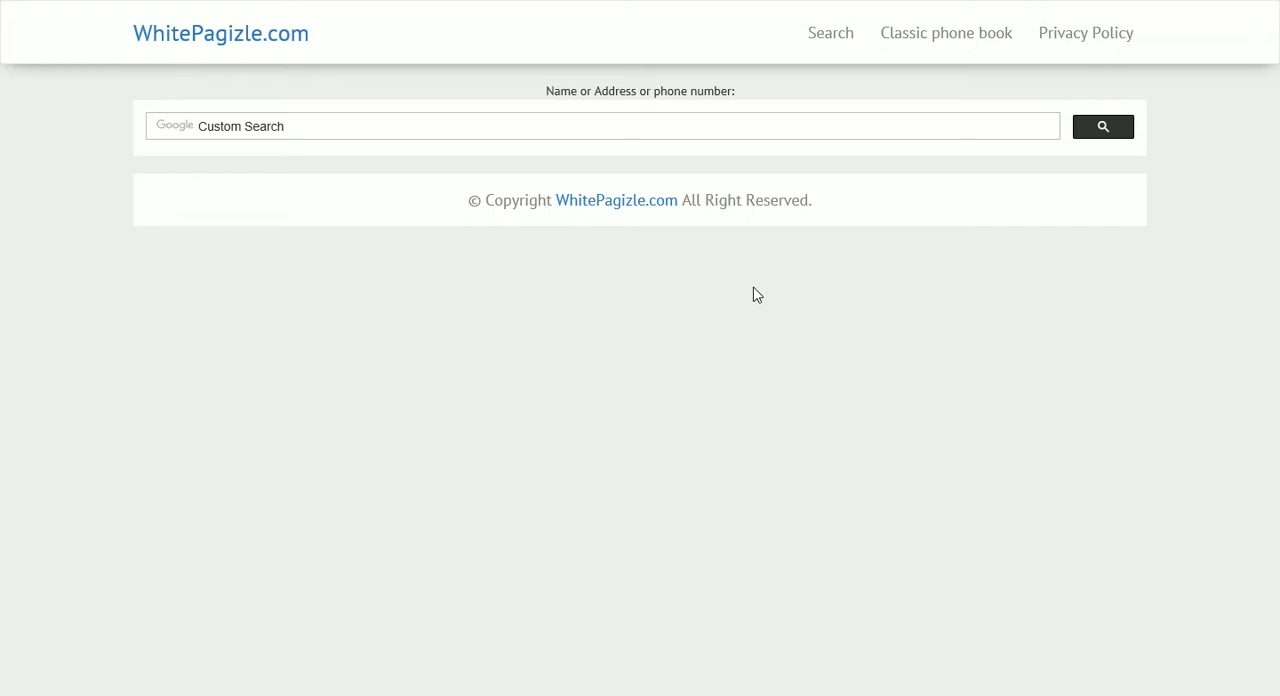 WhitePagizle.com Search Classic phone book Privacy Policy
Name or Address or phone number:
Google Custom Search
© Copyright WhitePagizle.com All Right Reserved.